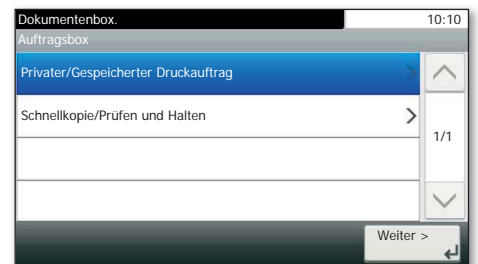 Dokumentenbox. 10:10
Auftragsbox
Privater/Gespeicherter Druckauftrag
Schnellkopie/Prüfen und Halten
1/1
Weiter >